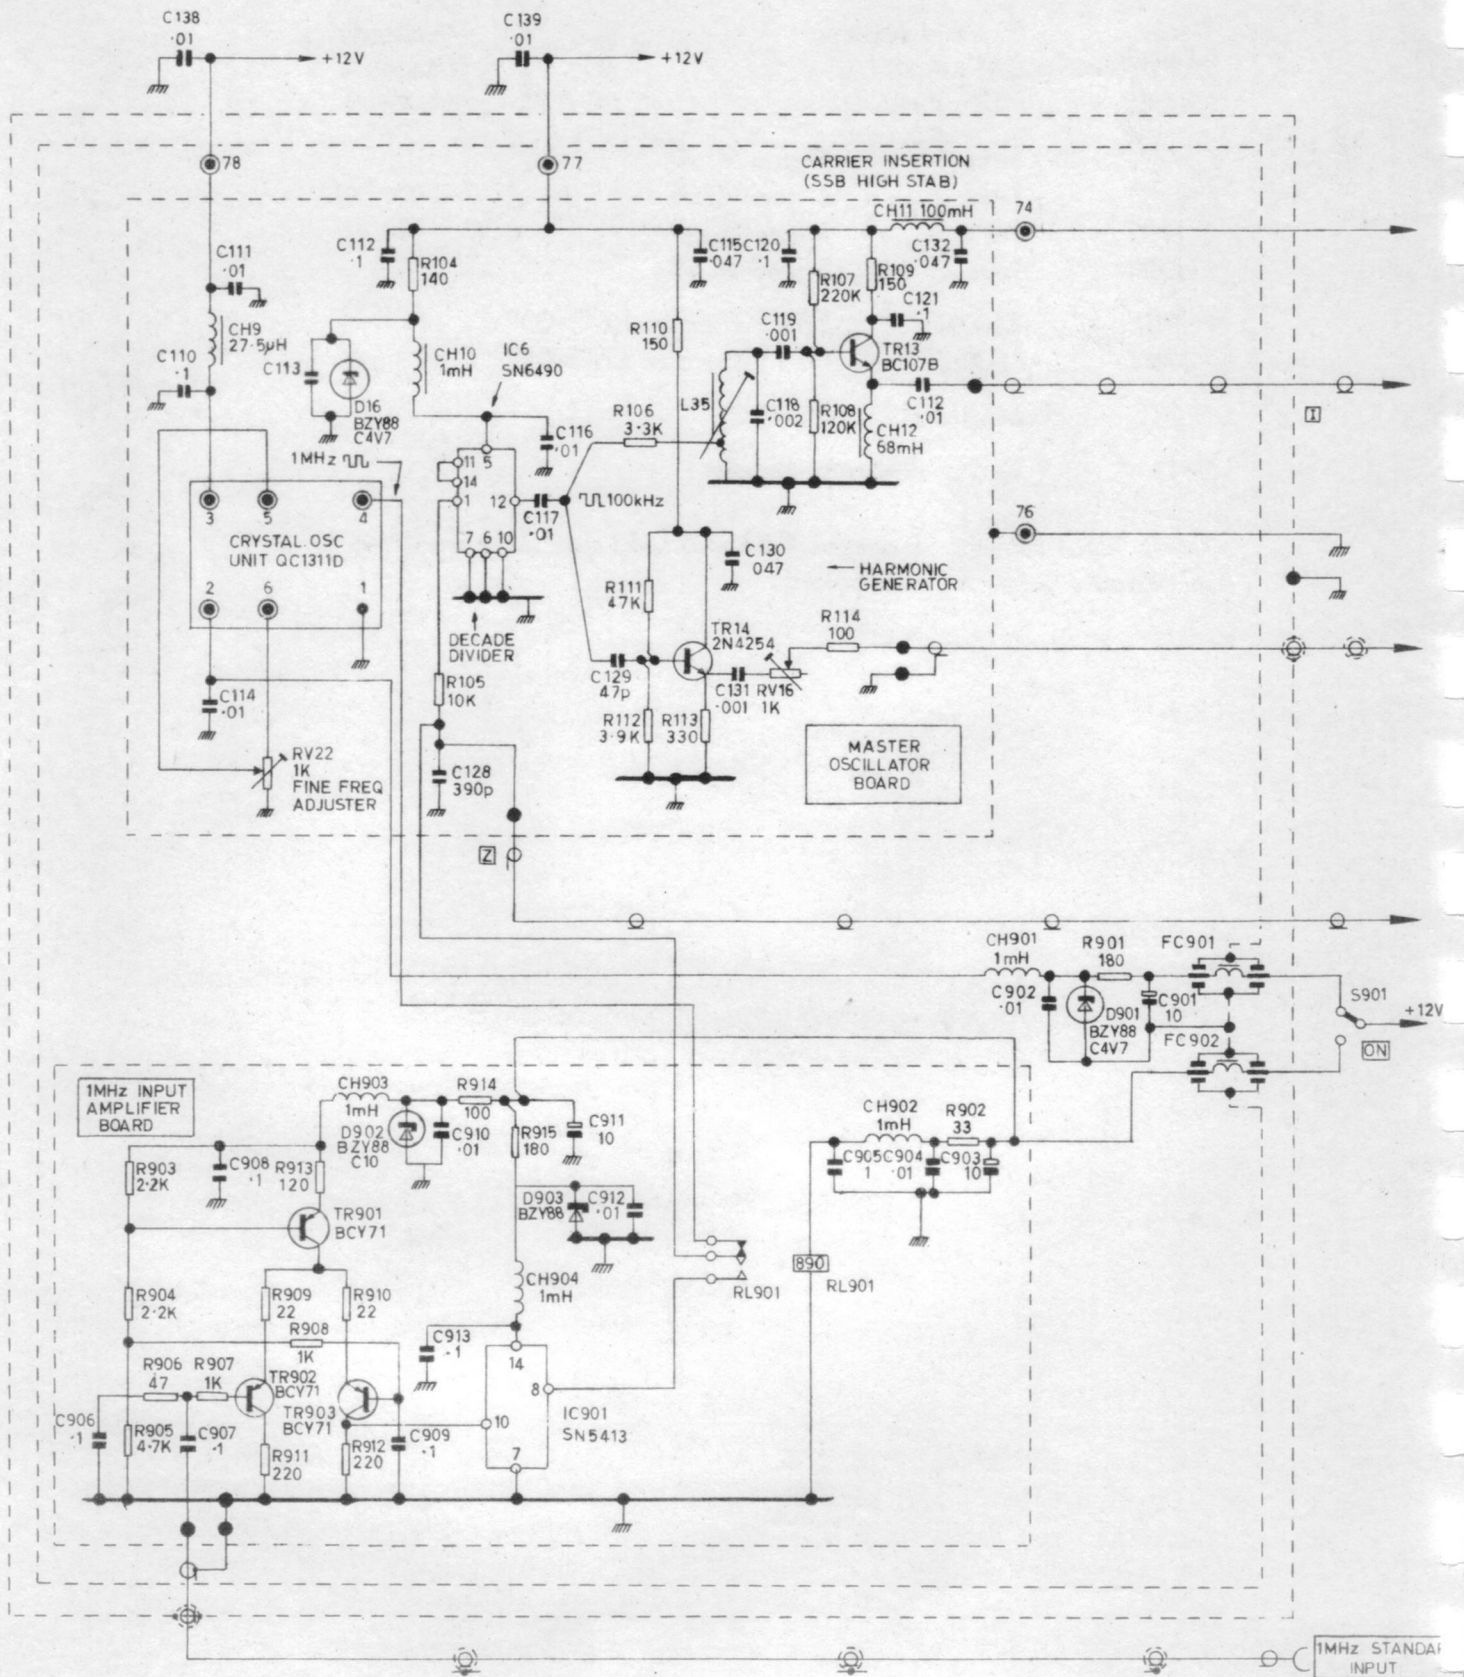 C138
·01
+12V
C139
·01
+12V
78
77
CARRIER INSERTION
(SSB HIGH STAB)
CH11 100mH
74
C111
·01
C112
·1
R104
140
C115
·047
C120
·1
R107
220K
R109
150
C132
·047
C121
·1
CH9
27·5µH
C110
·1
C113
D16
BZY88
C4V7
CH10
1mH
IC6
SN6490
R110
150
C119
·001
TR13
BC107B
L35
C118
·002
R108
120K
C112
·01
CH12
68mH
I
R106
3·3K
C116
·01
1MHz
11
5
14
1
12
7 6 10
C117
·01
100kHz
3
5
4
CRYSTAL. OSC
UNIT QC1311D
2
6
1
76
C130
047
HARMONIC
GENERATOR
R111
47K
TR14
2N4254
R114
100
DECADE
DIVIDER
C129
47p
C131
·001
RV16
1K
R105
10K
C114
·01
R112
3·9K
R113
330
RV22
1K
FINE FREQ
ADJUSTER
C128
390p
MASTER
OSCILLATOR
BOARD
Z
CH901
1mH
R901
180
FC901
C902
·01
D901
BZY88
C4V7
C901
10
FC902
S901
+12V
ON
1MHz INPUT
AMPLIFIER
BOARD
CH903
1mH
R914
100
D902
BZY88
C10
C910
·01
R915
180
C911
10
CH902
1mH
R902
33
C905
1
C904
·01
C903
10
R903
2·2K
C908
·1
R913
120
TR901
BCY71
D903
BZY88
C912
·01
CH904
1mH
RL901
890
RL901
R904
2·2K
R909
22
R910
22
R908
1K
C913
·1
14
8
10
7
IC901
SN5413
R906
47
R907
1K
TR902
BCY71
TR903
BCY71
C906
·1
R905
4·7K
C907
·1
R911
220
R912
220
C909
·1
1MHz STANDA
INPUT